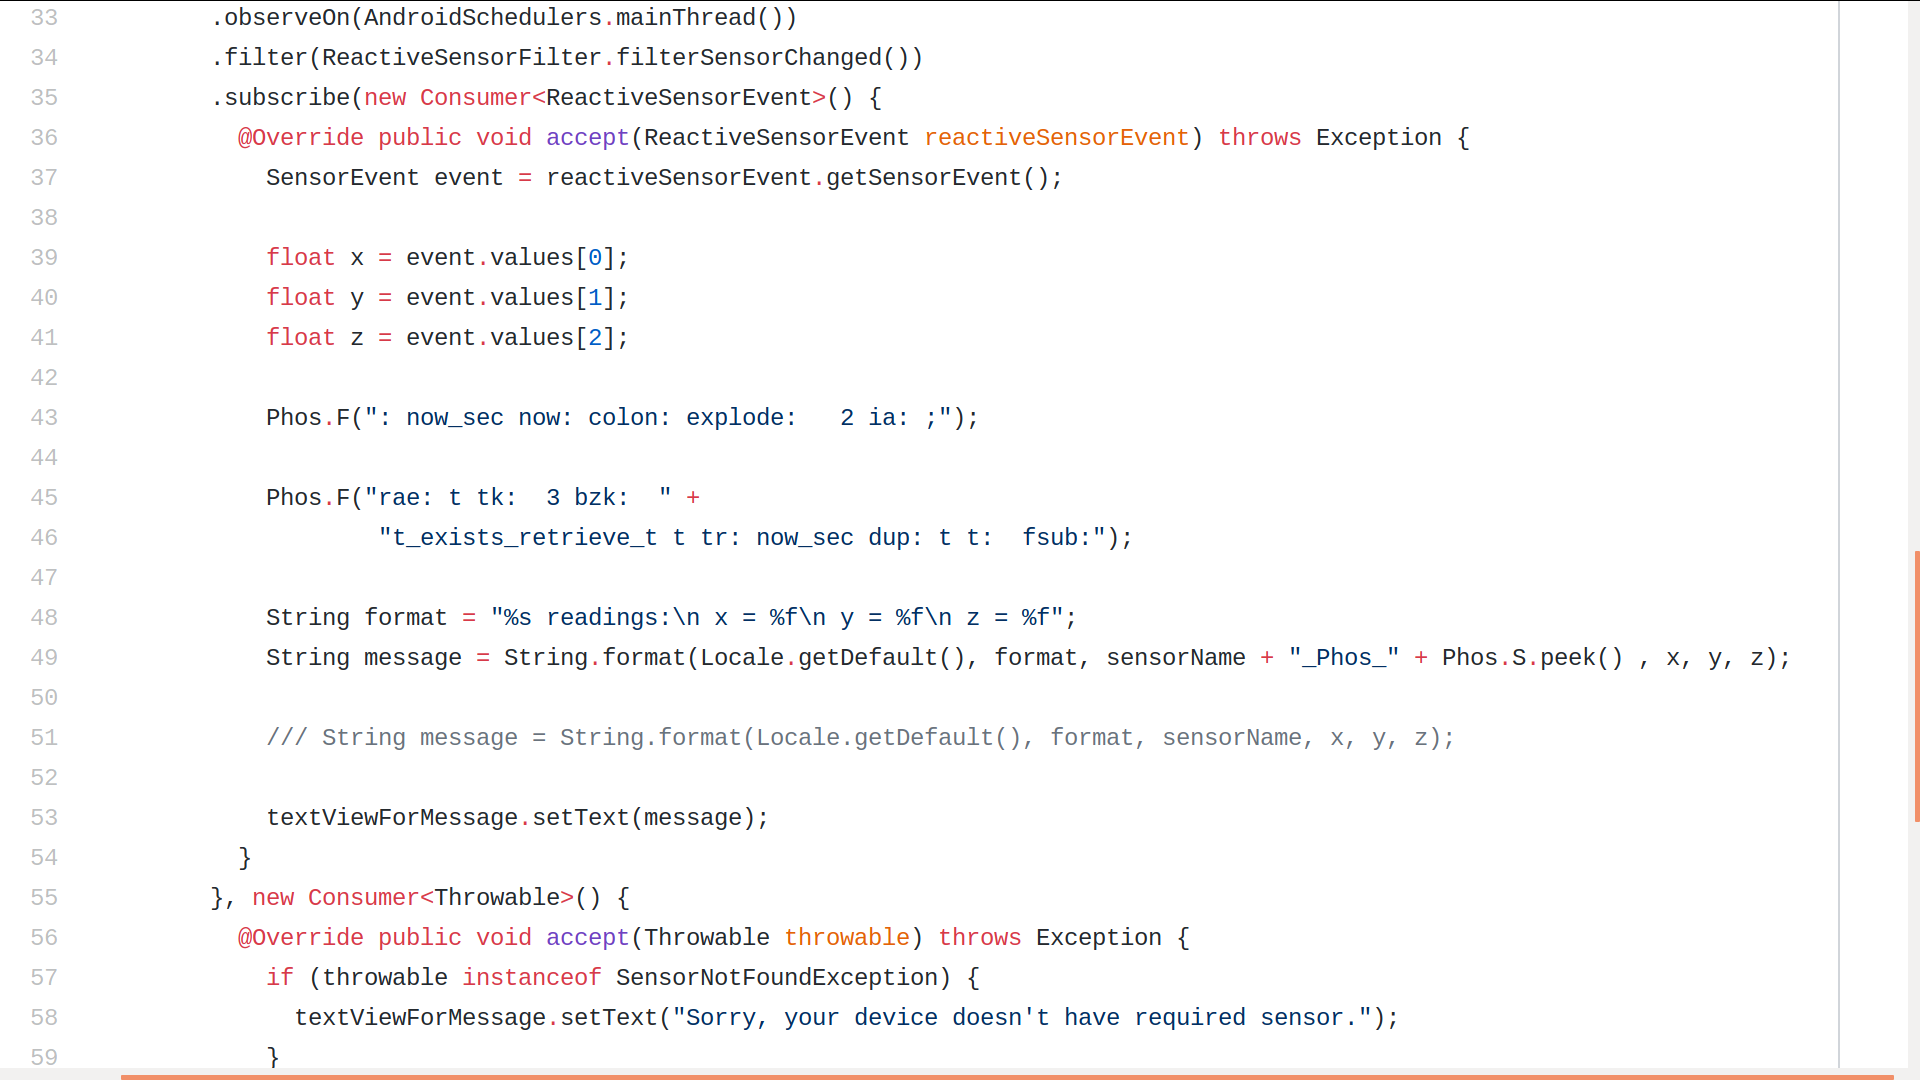 33 .observeOn(AndroidSchedulers.mainThread())
34 .filter(ReactiveSensorFilter.filterSensorChanged())
35 .subscribe(new Consumer<ReactiveSensorEvent>() {
36 @Override public void accept(ReactiveSensorEvent reactiveSensorEvent) throws Exception {
37 SensorEvent event = reactiveSensorEvent.getSensorEvent();
38
39 float x = event.values[0];
40 float y = event.values[1];
41 float z = event.values[2];
42
43 Phos.F(": now_sec now: colon: explode:   2 ia: ;");
44
45 Phos.F("rae: t tk:  3 bzk:  " +
46 "t_exists_retrieve_t t tr: now_sec dup: t t:  fsub:");
47
48 String format = "%s readings:\n x = %f\n y = %f\n z = %f";
49 String message = String.format(Locale.getDefault(), format, sensorName + "_Phos_" + Phos.S.peek() , x, y, z);
50
51 /// String message = String.format(Locale.getDefault(), format, sensorName, x, y, z);
52
53 textViewForMessage.setText(message);
54 }
55 }, new Consumer<Throwable>() {
56 @Override public void accept(Throwable throwable) throws Exception {
57 if (throwable instanceof SensorNotFoundException) {
58 textViewForMessage.setText("Sorry, your device doesn't have required sensor.");
59 }